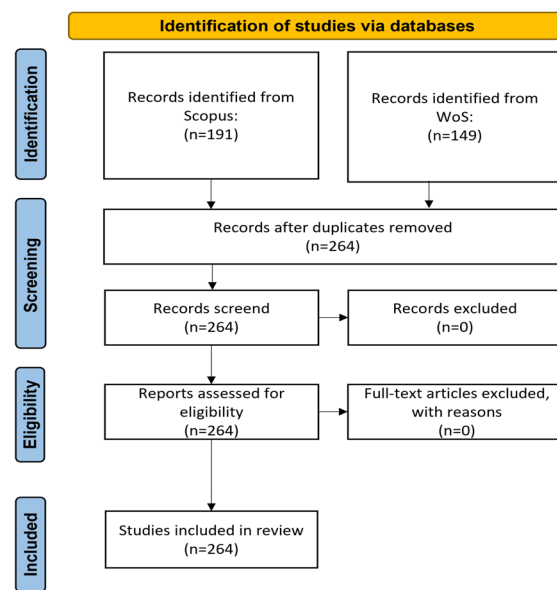 Identification of studies via databases
Identification
Records identified from
Scopus:
(n=191)
Records identified from
WoS:
(n=149)
Screening
Records after duplicates removed
(n=264)
Records screend
(n=264)
Records excluded
(n=0)
Eligibility
Reports assessed for
eligibility
(n=264)
Full-text articles excluded,
with reasons
(n=0)
Included
Studies included in review
(n=264)